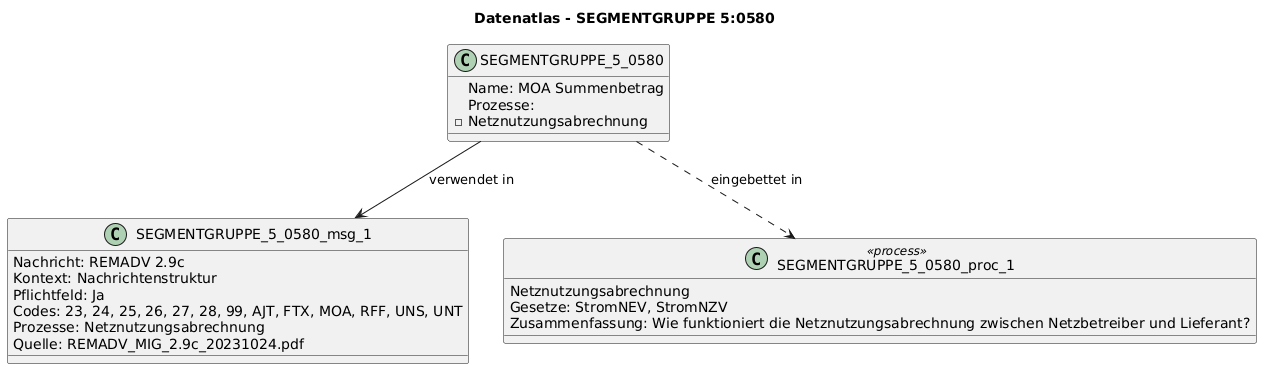 Datenatlas - SEGMENTGRUPPE 5:0580
C SEGMENTGRUPPE_5_0580
Name: MOA Summenbetrag
Prozesse:
Netznutzungsabrechnung
verwendet in
eingebettet in
C SEGMENTGRUPPE_5_0580_msg_1
Nachricht: REMADV 2.9c
Kontext: Nachrichtenstruktur
Pflichtfeld: Ja
Codes: 23, 24, 25, 26, 27, 28, 99, AJT, FTX, MOA, RFF, UNS, UNT
Prozesse: Netznutzungsabrechnung
Quelle: REMADV_MIG_2.9c_20231024.pdf
«process»
C SEGMENTGRUPPE_5_0580_proc_1
Netznutzungsabrechnung
Gesetze: StromNEV, StromNZV
Zusammenfassung: Wie funktioniert die Netznutzungsabrechnung zwischen Netzbetreiber und Lieferant?